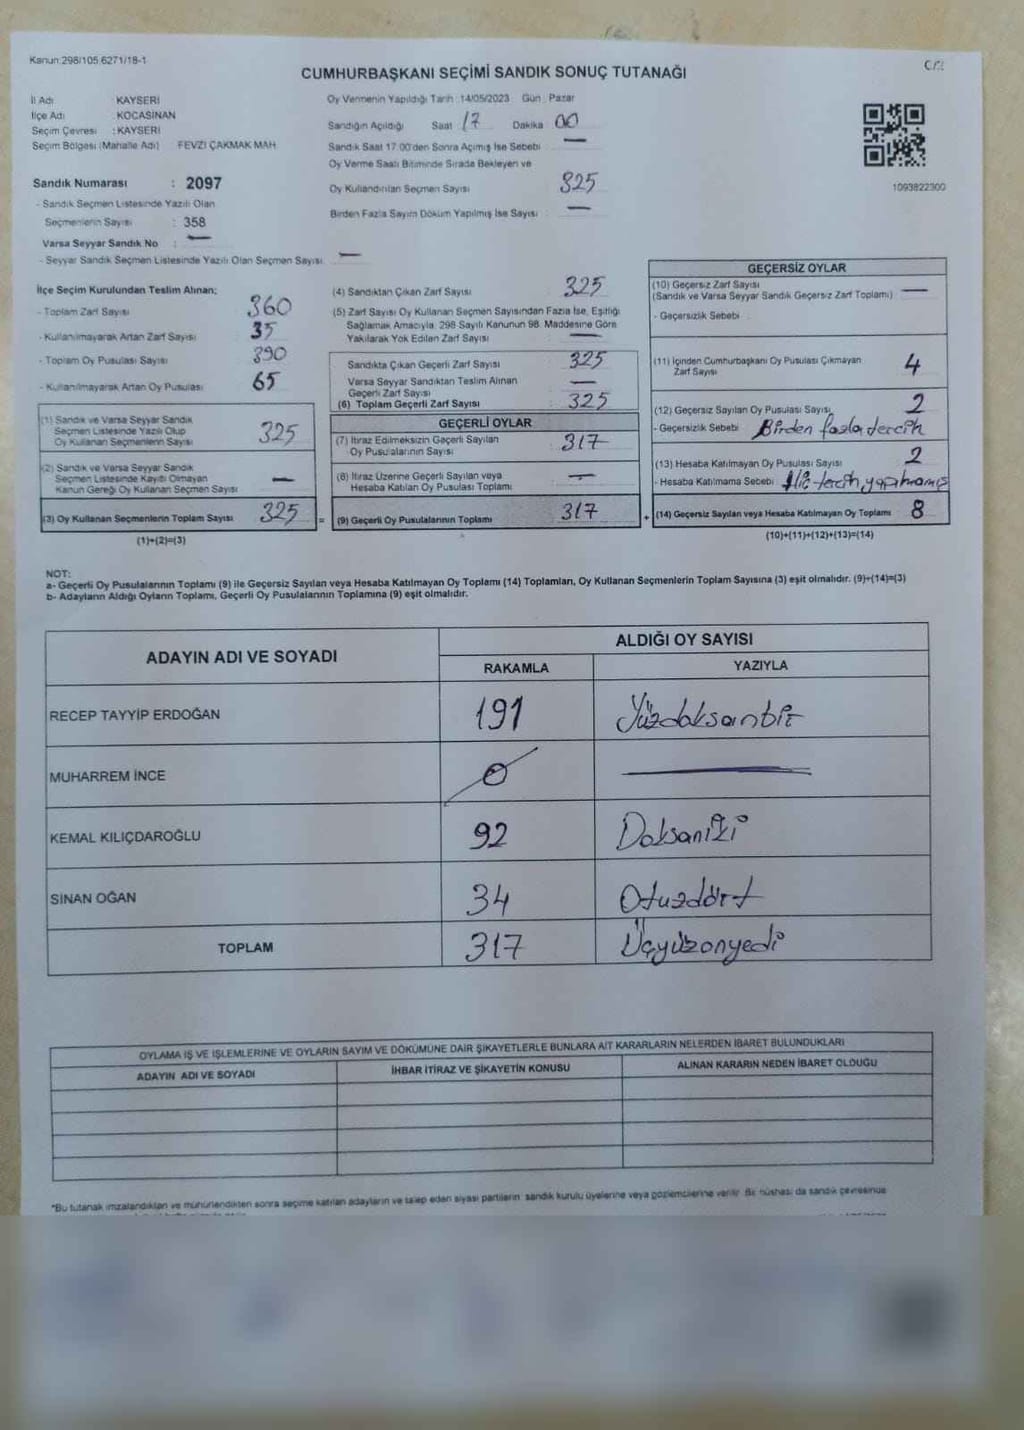 Kanun:298/105,6271/18-1
CUMHURBAŞKANI SEÇİMİ SANDIK SONUÇ TUTANAĞI
İl Adı : KAYSERİ
İlçe Adı : KOCASİNAN
Seçim Çevresi : KAYSERİ
Seçim Bölgesi (Mahalle Adı) FEVZİ ÇAKMAK MAH
Sandık Numarası : 2097
- Sandık Seçmen Listesinde Yazılı Olan
Seçmenlerin Sayısı : 358
Varsa Seyyar Sandık No : —
- Seyyar Sandık Seçmen Listesinde Yazılı Olan Seçmen Sayısı —
Oy Vermenin Yapıldığı Tarih : 14/05/2023 Gün : Pazar
Sandığın Açıldığı Saat 17 Dakika 00
Sandık Saat 17.00'den Sonra Açımış İse Sebebi —
Oy Verme Saati Bitiminde Sırada Bekleyen ve
Oy Kullandırılan Seçmen Sayısı 325
Birden Fazla Sayım Döküm Yapılmış İse Sayısı : —
1093822300
İlçe Seçim Kurulundan Teslim Alınan;
- Toplam Zarf Sayısı 360
- Kullanılmayarak Artan Zarf Sayısı 35
- Toplam Oy Pusulası Sayısı 390
- Kullanılmayarak Artan Oy Pusulası 65
(1) Sandık ve Varsa Seyyar Sandık
Seçmen Listesinde Yazılı Olup
Oy Kullanan Seçmenlerin Sayısı 325
(2) Sandık ve Varsa Seyyar Sandık
Seçmen Listesinde Kaydı Olmayan
Kanun Gereği Oy Kullanan Seçmen Sayısı —
(3) Oy Kullanan Seçmenlerin Toplam Sayısı 325 =
(1)+(2)=(3)
(4) Sandıktan Çıkan Zarf Sayısı 325
(5) Zarf Sayısı Oy Kullanan Seçmen Sayısından Fazla İse, Eşitliği
Sağlamak Amacıyla, 298 Sayılı Kanunun 98. Maddesine Göre
Yakılarak Yok Edilen Zarf Sayısı —
Sandıkta Çıkan Geçerli Zarf Sayısı 325
Varsa Seyyar Sandıktan Teslim Alınan
Geçerli Zarf Sayısı —
(6) Toplam Geçerli Zarf Sayısı : 325
GEÇERLİ OYLAR
(7) İtiraz Edilmeksizin Geçerli Sayılan
Oy Pusulalarının Sayısı : 317
(8) İtiraz Üzerine Geçerli Sayılan veya
Hesaba Katılan Oy Pusulası Toplamı : —
(9) Geçerli Oy Pusulalarının Toplamı : 317 +
GEÇERSİZ OYLAR
(10) Geçersiz Zarf Sayısı —
(Sandık ve Varsa Seyyar Sandık Geçersiz Zarf Toplamı)
- Geçersizlik Sebebi :
(11) İçinden Cumhurbaşkanı Oy Pusulası Çıkmayan
Zarf Sayısı 4
(12) Geçersiz Sayılan Oy Pusulası Sayısı 2
- Geçersizlik Sebebi Birden fazla tercih
(13) Hesaba Katılmayan Oy Pusulası Sayısı 2
- Hesaba Katılmama Sebebi Hiç tercih yapılmamış
(14) Geçersiz Sayılan veya Hesaba Katılmayan Oy Toplamı 8
(10)+(11)+(12)+(13)=(14)
NOT:
a- Geçerli Oy Pusulalarının Toplamı (9) ile Geçersiz Sayılan veya Hesaba Katılmayan Oy Toplamı (14) Toplamları, Oy Kullanan Seçmenlerin Toplam Sayısına (3) eşit olmalıdır. (9)+(14)=(3)
b- Adayların Aldığı Oyların Toplamı, Geçerli Oy Pusulalarının Toplamına (9) eşit olmalıdır.
ADAYIN ADI VE SOYADI
ALDIĞI OY SAYISI
RAKAMLA YAZIYLA
RECEP TAYYİP ERDOĞAN 191 Yüzdoksanbir
MUHARREM İNCE 0 —
KEMAL KILIÇDAROĞLU 92 Doksaniki
SİNAN OĞAN 34 Otuzdört
TOPLAM 317 Üçyüzonyedi
OYLAMA İŞ VE İŞLEMLERİNE VE OYLARIN SAYIM VE DÖKÜMÜNE DAİR ŞİKAYETLERLE BUNLARA AİT KARARLARIN NELERDEN İBARET BULUNDUKLARI
ADAYIN ADI VE SOYADI İHBAR İTİRAZ VE ŞİKAYETİN KONUSU ALINAN KARARIN NEDEN İBARET OLDUĞU
*Bu tutanak imzalandıktan ve mühürlendikten sonra seçime katılan adayların ve talep eden siyasi partilerin sandık kurulu üyelerine veya gözlemcilerine verilir. Bir nüshası da sandık çevresinde